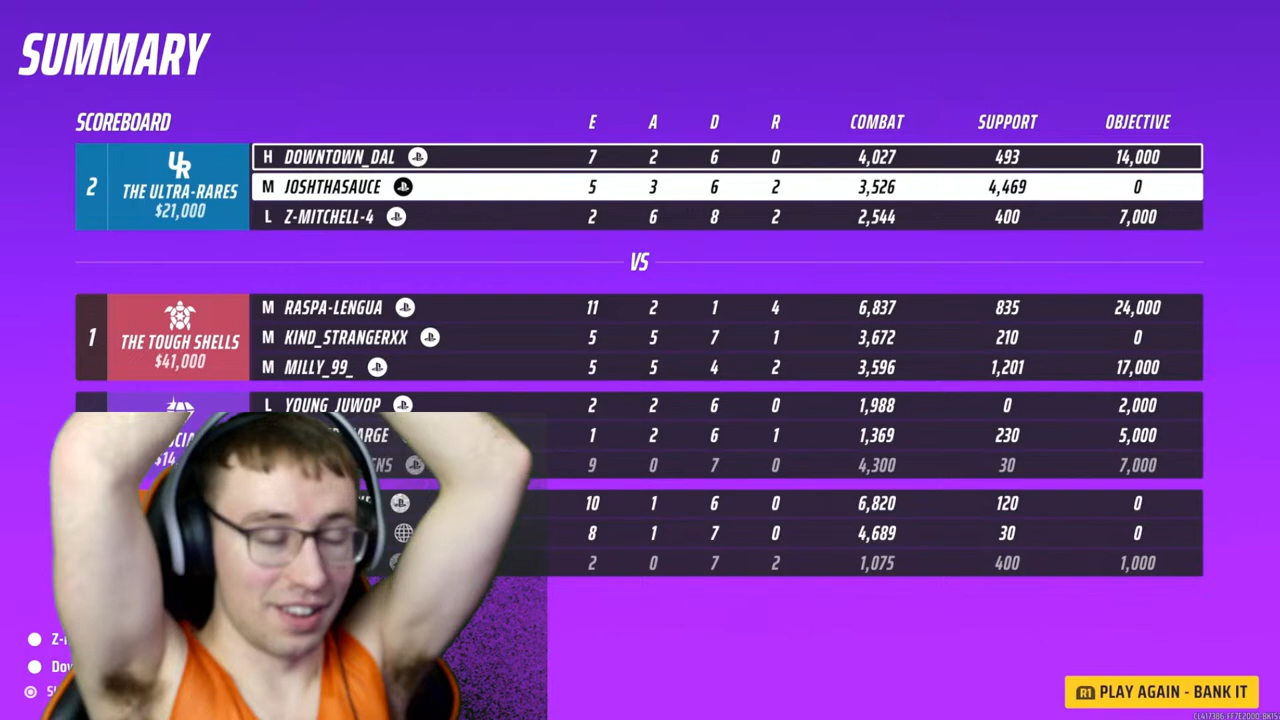 SUMMARY
SCOREBOARD E A D R COMBAT SUPPORT OBJECTIVE
2 UR THE ULTRA-RARES $21,000
H DOWNTOWN_DAL 7 2 6 0 4,027 493 14,000
M JOSHTHASAUCE 5 3 6 2 3,526 4,469 0
L Z-MITCHELL-4 2 6 8 2 2,544 400 7,000
VS
1 THE TOUGH SHELLS $41,000
M RASPA-LENGUA 11 2 1 4 6,837 835 24,000
M KIND_STRANGERXX 5 5 7 1 3,672 210 0
M MILLY_99_ 5 5 4 2 3,596 1,201 17,000
L YOUNG_JUWOP 2 2 6 0 1,988 0 2,000
1 2 6 1 1,369 230 5,000
9 0 7 0 4,300 30 7,000
10 1 6 0 6,820 120 0
8 1 7 0 4,689 30 0
2 0 7 2 1,075 400 1,000
R1 PLAY AGAIN - BANK IT